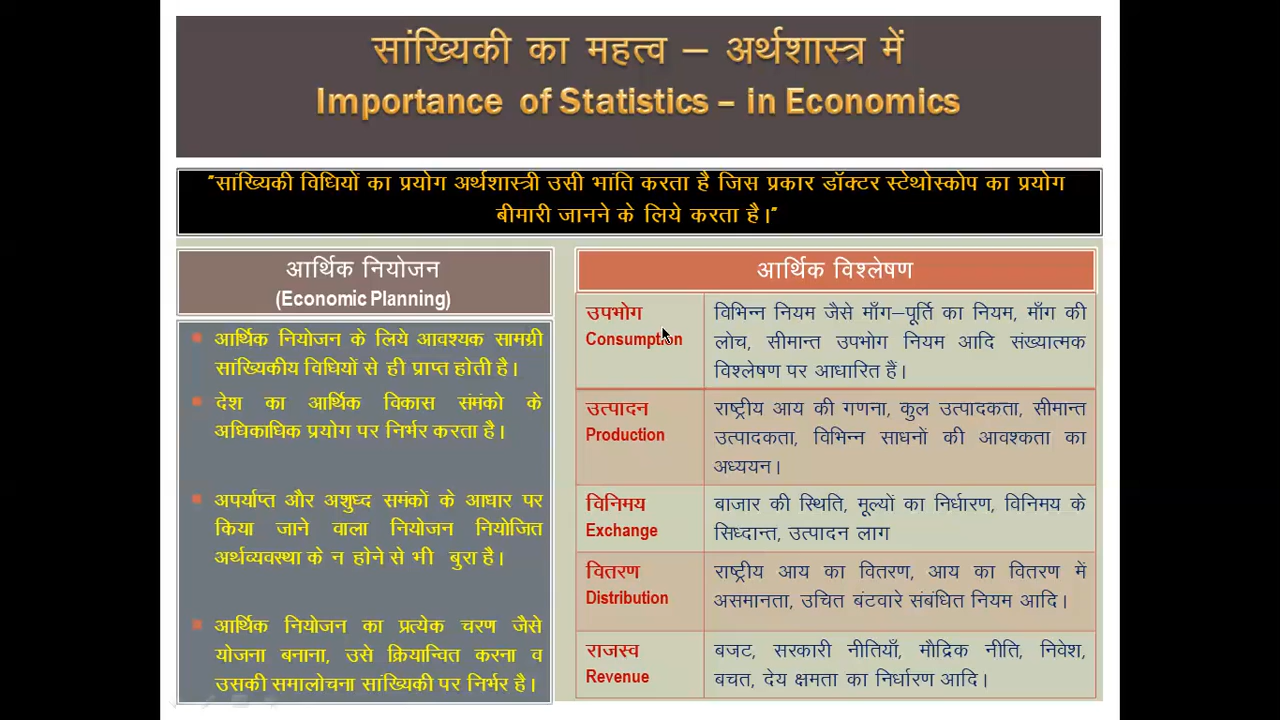 सांख्यिकी का महत्व – अर्थशास्त्र में
Importance of Statistics – in Economics
"सांख्यिकी विधियों का प्रयोग अर्थशास्त्री उसी भांति करता है जिस प्रकार डॉक्टर स्टेथोस्कोप का प्रयोग
बीमारी जानने के लिये करता है।"
आर्थिक नियोजन
(Economic Planning)
आर्थिक नियोजन के लिये आवश्यक सामग्री
सांख्यिकीय विधियों से ही प्राप्त होती है।
देश का आर्थिक विकास संमंको के
अधिकाधिक प्रयोग पर निर्भर करता है।
अपर्याप्त और अशुध्द समंकों के आधार पर
किया जाने वाला नियोजन नियोजित
अर्थव्यवस्था के न होने से भी बुरा है।
आर्थिक नियोजन का प्रत्येक चरण जैसे
योजना बनाना, उसे क्रियान्वित करना व
उसकी समालोचना सांख्यिकी पर निर्भर है।
आर्थिक विश्लेषण
उपभोग
Consumption
विभिन्न नियम जैसे माँग–पूर्ति का नियम, माँग की
लोच, सीमान्त उपभोग नियम आदि संख्यात्मक
विश्लेषण पर आधारित हैं।
उत्पादन
Production
राष्ट्रीय आय की गणना, कुल उत्पादकता, सीमान्त
उत्पादकता, विभिन्न साधनों की आवश्कता का
अध्ययन।
विनिमय
Exchange
बाजार की स्थिति, मूल्यों का निर्धारण, विनिमय के
सिध्दान्त, उत्पादन लाग
वितरण
Distribution
राष्ट्रीय आय का वितरण, आय का वितरण में
असमानता, उचित बंटवारे संबंधित नियम आदि।
राजस्व
Revenue
बजट, सरकारी नीतियाँ, मौद्रिक नीति, निवेश,
बचत, देय क्षमता का निर्धारण आदि।